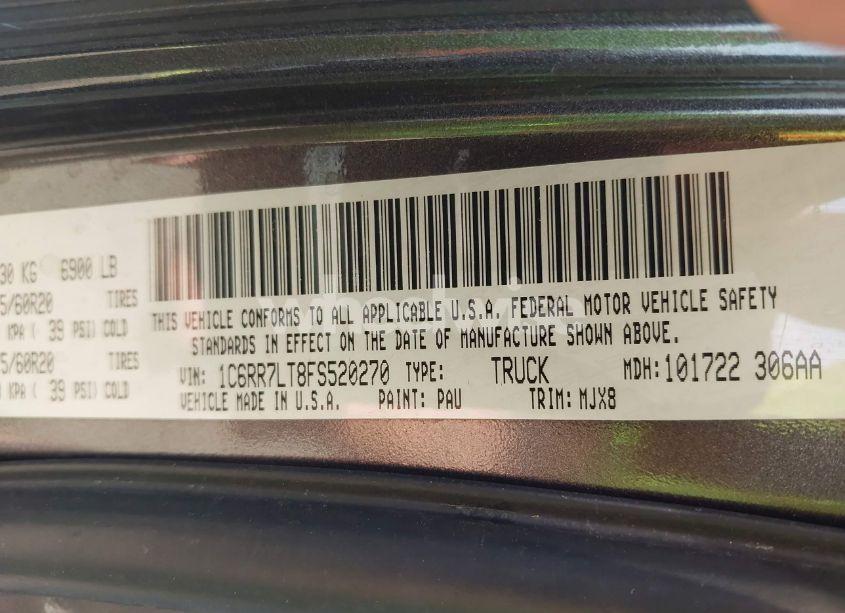 30 KG 6900 LB
5/60R20 TIRES
KPA ( 39 PSI) COLD
5/60R20 TIRES
KPA ( 39 PSI) COLD
THIS VEHICLE CONFORMS TO ALL APPLICABLE U.S.A. FEDERAL MOTOR VEHICLE SAFETY
STANDARDS IN EFFECT ON THE DATE OF MANUFACTURE SHOWN ABOVE.
VIN: 1C6RR7LT8FS520270 TYPE: TRUCK MDH: 101722 306AA
VEHICLE MADE IN U.S.A. PAINT: PAU TRIM: MJX8